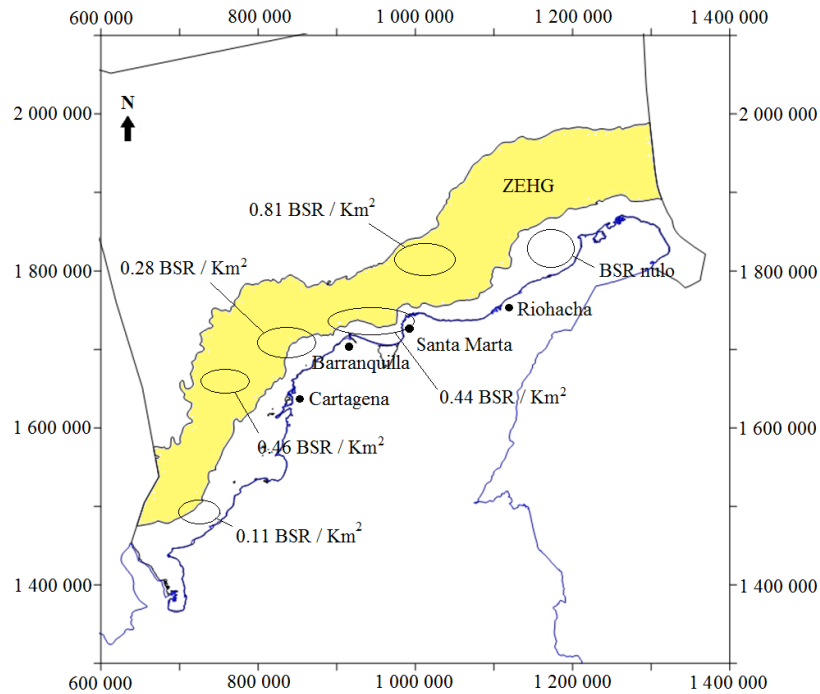 600 000 800 000 1 000 000 1 200 000 1 400 000
2 000 000 N 2 000 000
ZEHG
0.81 BSR / Km²
0.28 BSR / Km²
1 800 000 BSR nulo 1 800 000
Riohacha
Santa Marta
Barranquilla
Cartagena 0.44 BSR / Km²
1 600 000 1 600 000
0.46 BSR / Km²
0.11 BSR / Km²
1 400 000 1 400 000
600 000 800 000 1 000 000 1 200 000 1 400 000